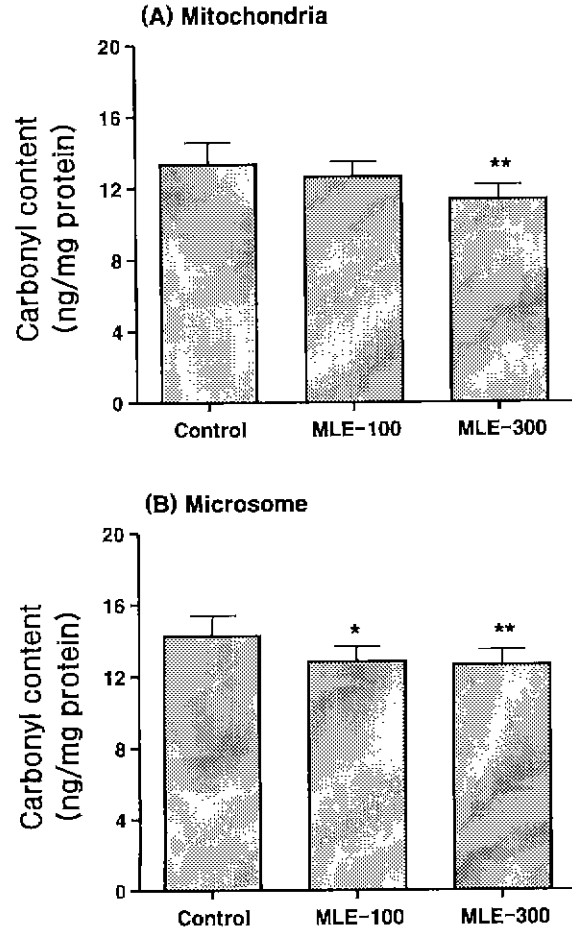 (A) Mitochondria
Carbonyl content
(ng/mg protein)
20
16
12
8
4
0
**
Control MLE-100 MLE-300
(B) Microsome
Carbonyl content
(ng/mg protein)
20
16
12
8
4
0
* **
Control MLE-100 MLE-300